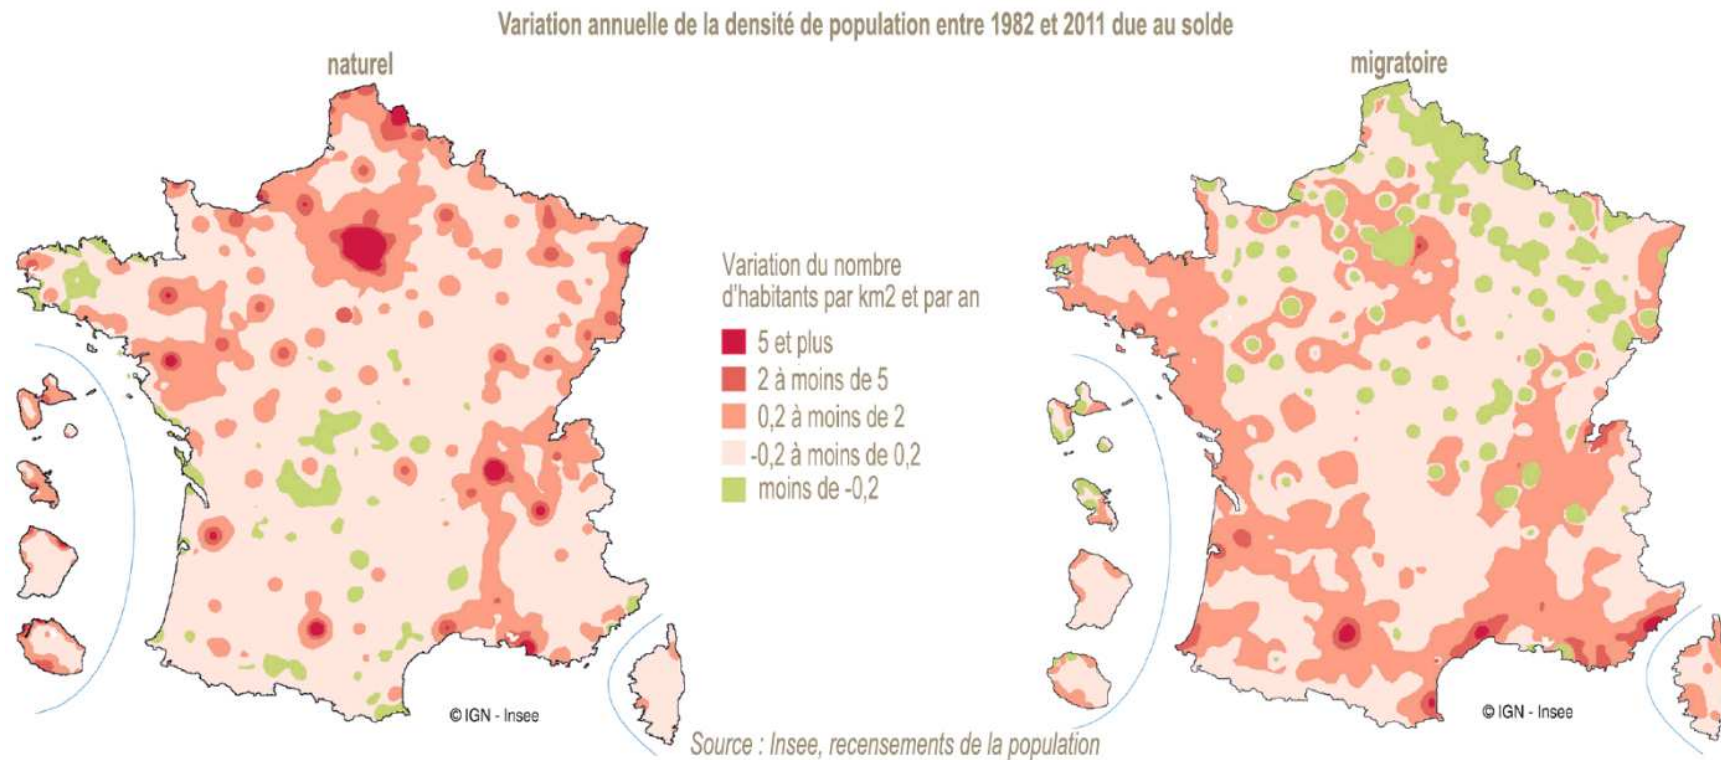 Variation annuelle de la densité de population entre 1982 et 2011 due au solde
naturel
migratoire
Variation du nombre
d'habitants par km2 et par an
5 et plus
2 à moins de 5
0,2 à moins de 2
-0,2 à moins de 0,2
moins de -0,2
© IGN - Insee
© IGN - Insee
Source : Insee, recensements de la population